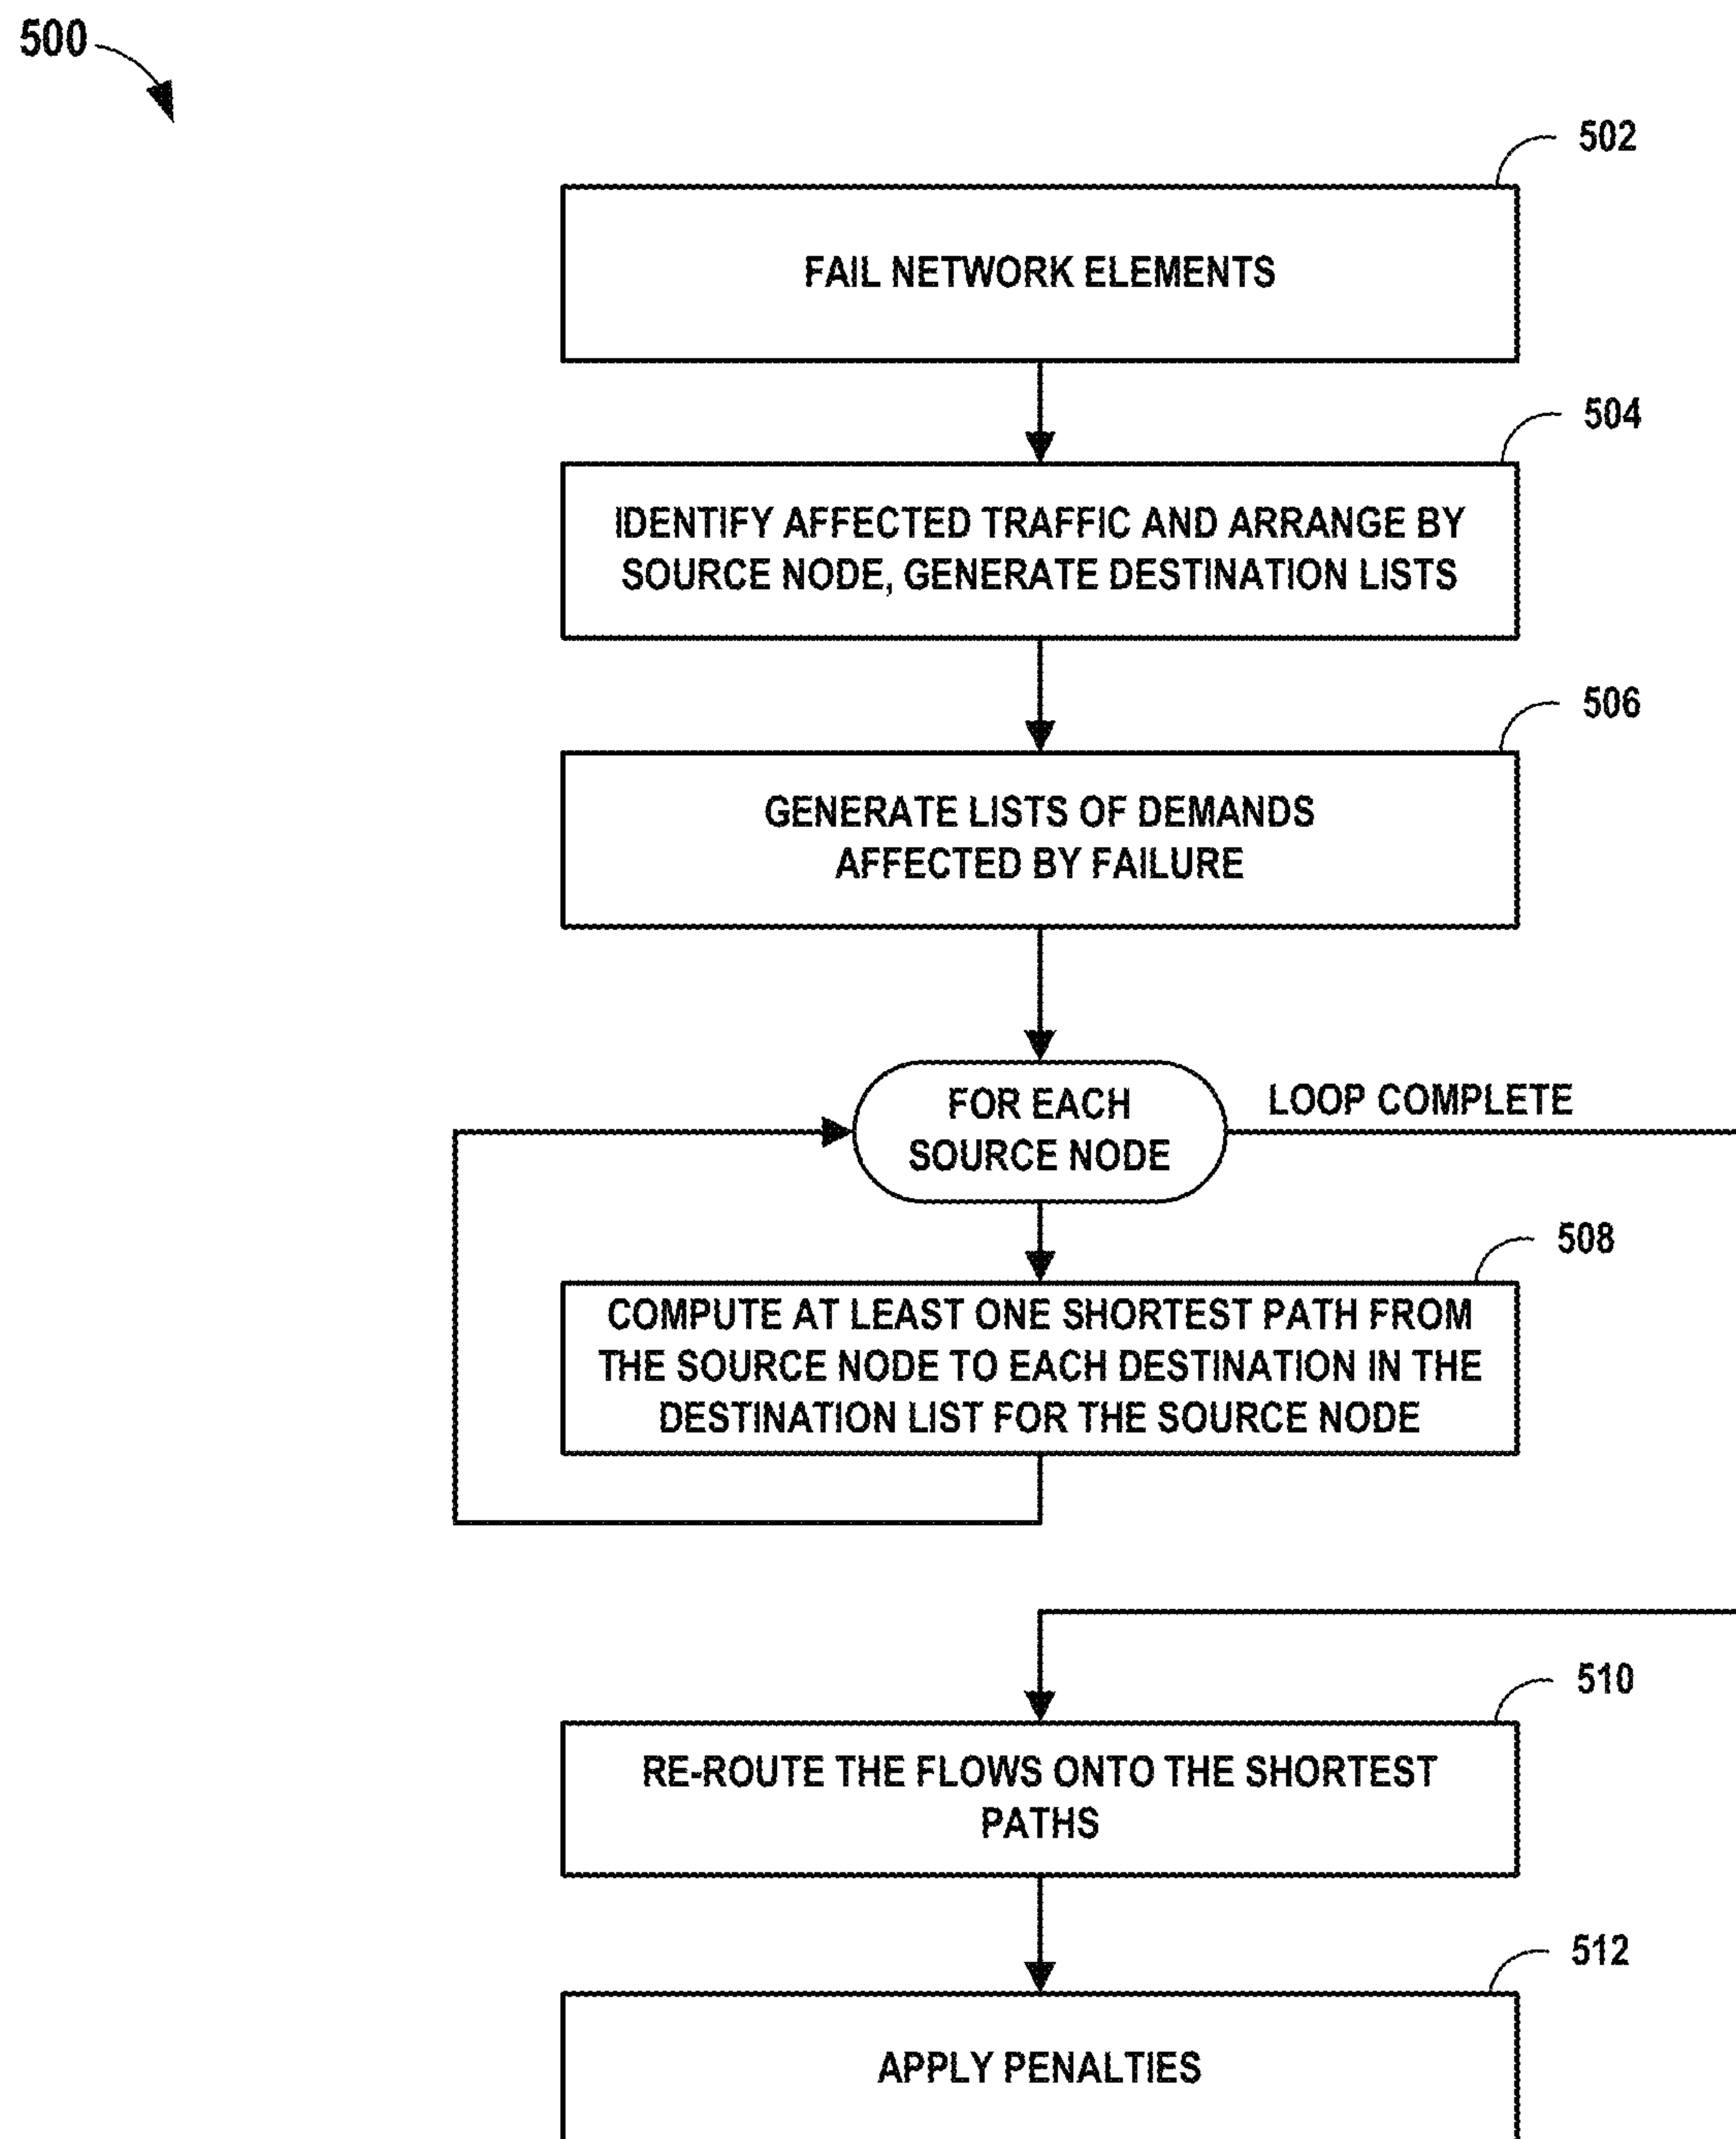 500
502
FAIL NETWORK ELEMENTS
504
IDENTIFY AFFECTED TRAFFIC AND ARRANGE BY
SOURCE NODE, GENERATE DESTINATION LISTS
506
GENERATE LISTS OF DEMANDS
AFFECTED BY FAILURE
FOR EACH
SOURCE NODE
LOOP COMPLETE
508
COMPUTE AT LEAST ONE SHORTEST PATH FROM
THE SOURCE NODE TO EACH DESTINATION IN THE
DESTINATION LIST FOR THE SOURCE NODE
510
RE-ROUTE THE FLOWS ONTO THE SHORTEST
PATHS
512
APPLY PENALTIES